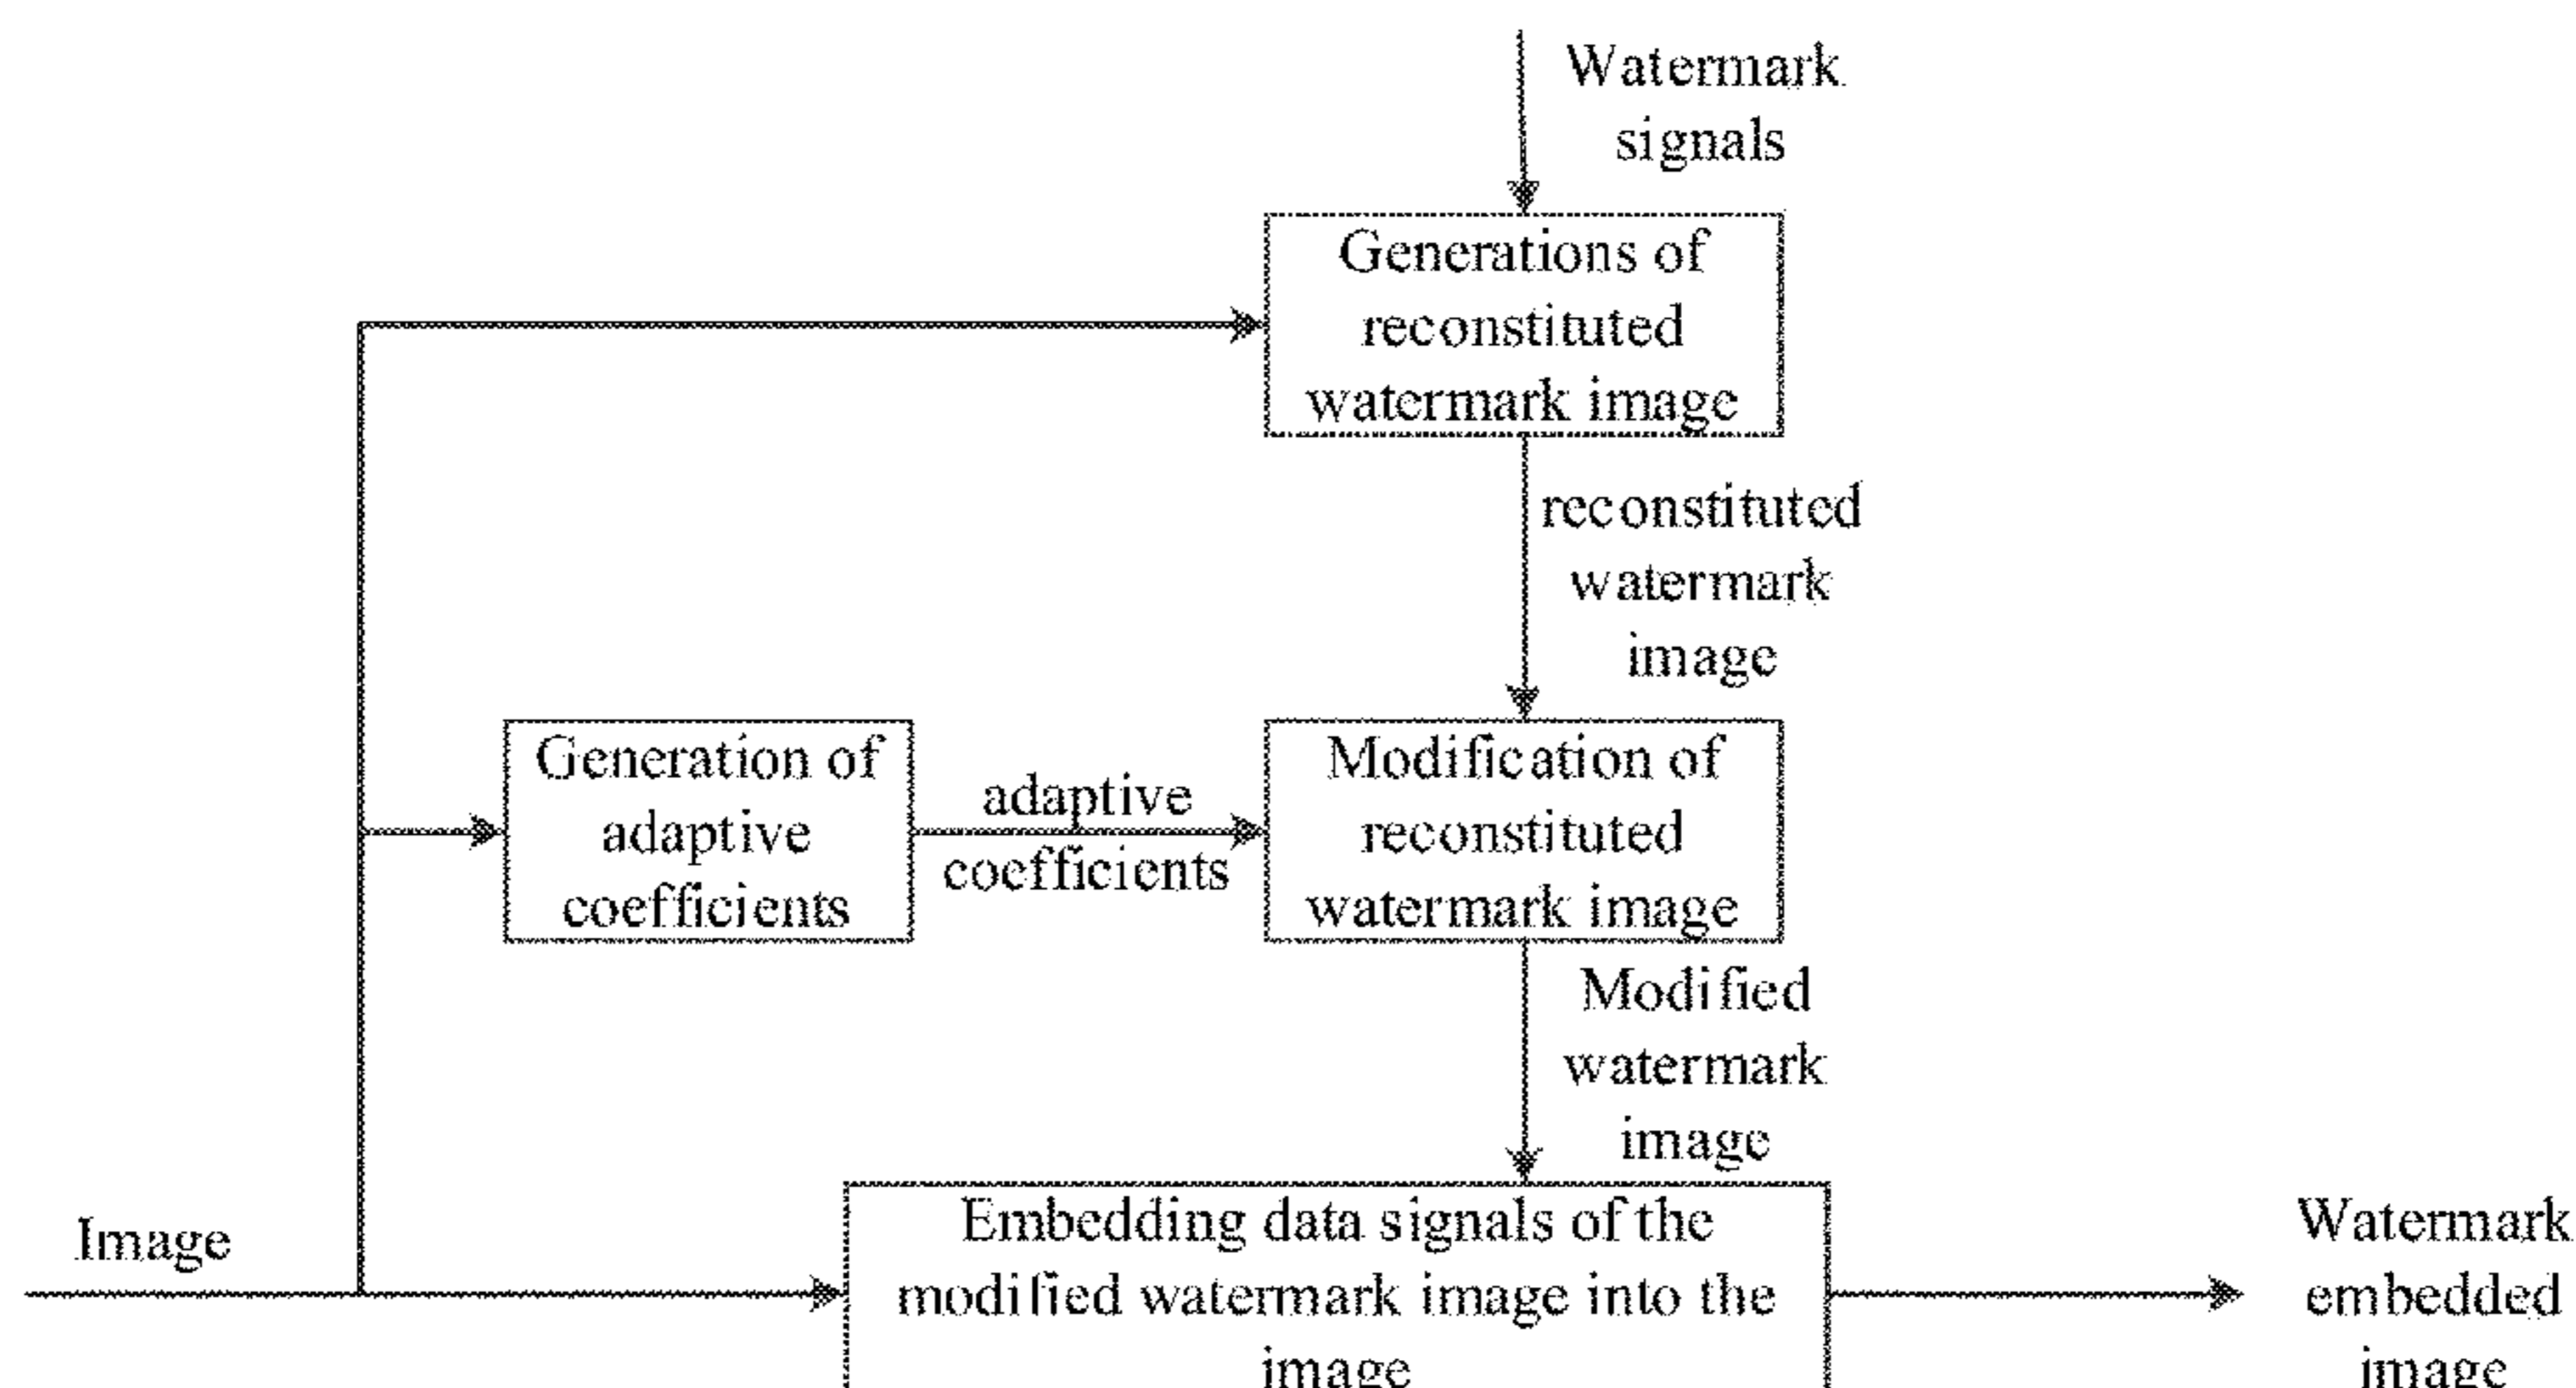 Watermark
signals
Generations of
reconstituted
watermark image
reconstituted
watermark
image
Generation of
adaptive
coefficients
adaptive
coefficients
Modification of
reconstituted
watermark image
Modified
watermark
image
Image
Embedding data signals of the
modified watermark image into the
image
Watermark
embedded
image